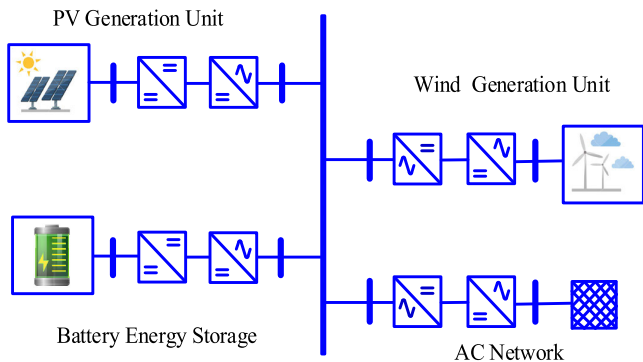 PV Generation Unit
Wind Generation Unit
Battery Energy Storage
AC Network